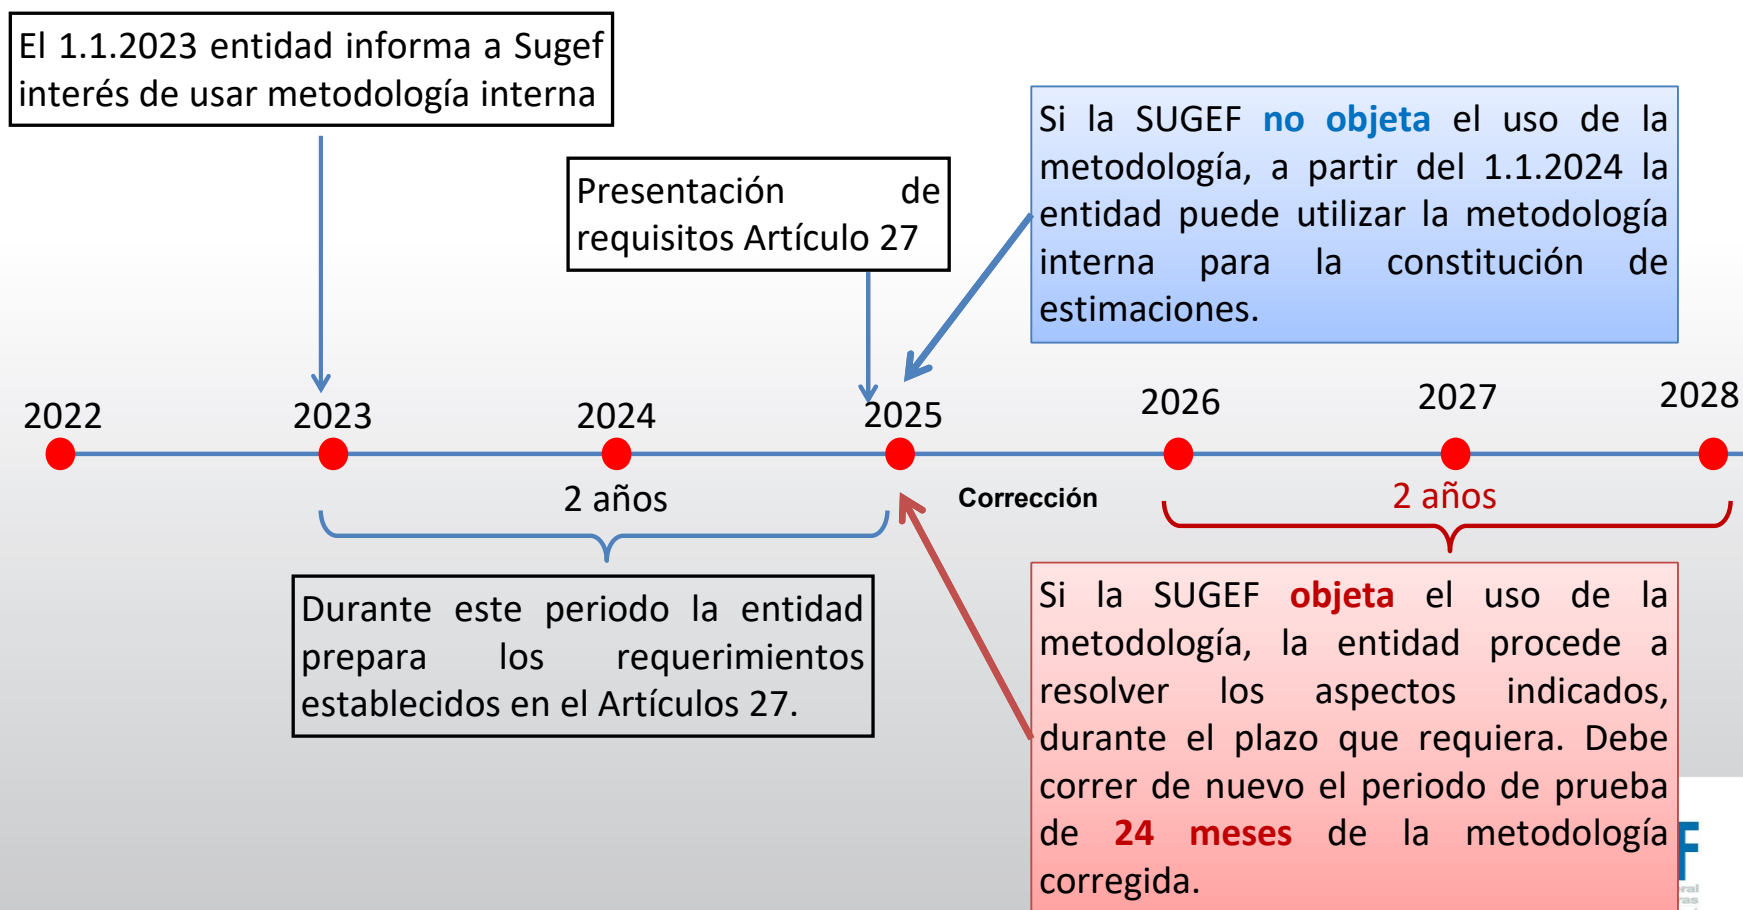 El 1.1.2023 entidad informa a Sugef
interés de usar metodología interna
Presentación de
requisitos Artículo 27
Si la SUGEF no objeta el uso de la
metodología, a partir del 1.1.2024 la
entidad puede utilizar la metodología
interna para la constitución de
estimaciones.
2022
2023
2024
2025
2026
2027
2028
2 años
Corrección
2 años
Durante este periodo la entidad
prepara los requerimientos
establecidos en el Artículos 27.
Si la SUGEF objeta el uso de la
metodología, la entidad procede a
resolver los aspectos indicados,
durante el plazo que requiera. Debe
correr de nuevo el periodo de prueba
de 24 meses de la metodología
corregida.
F